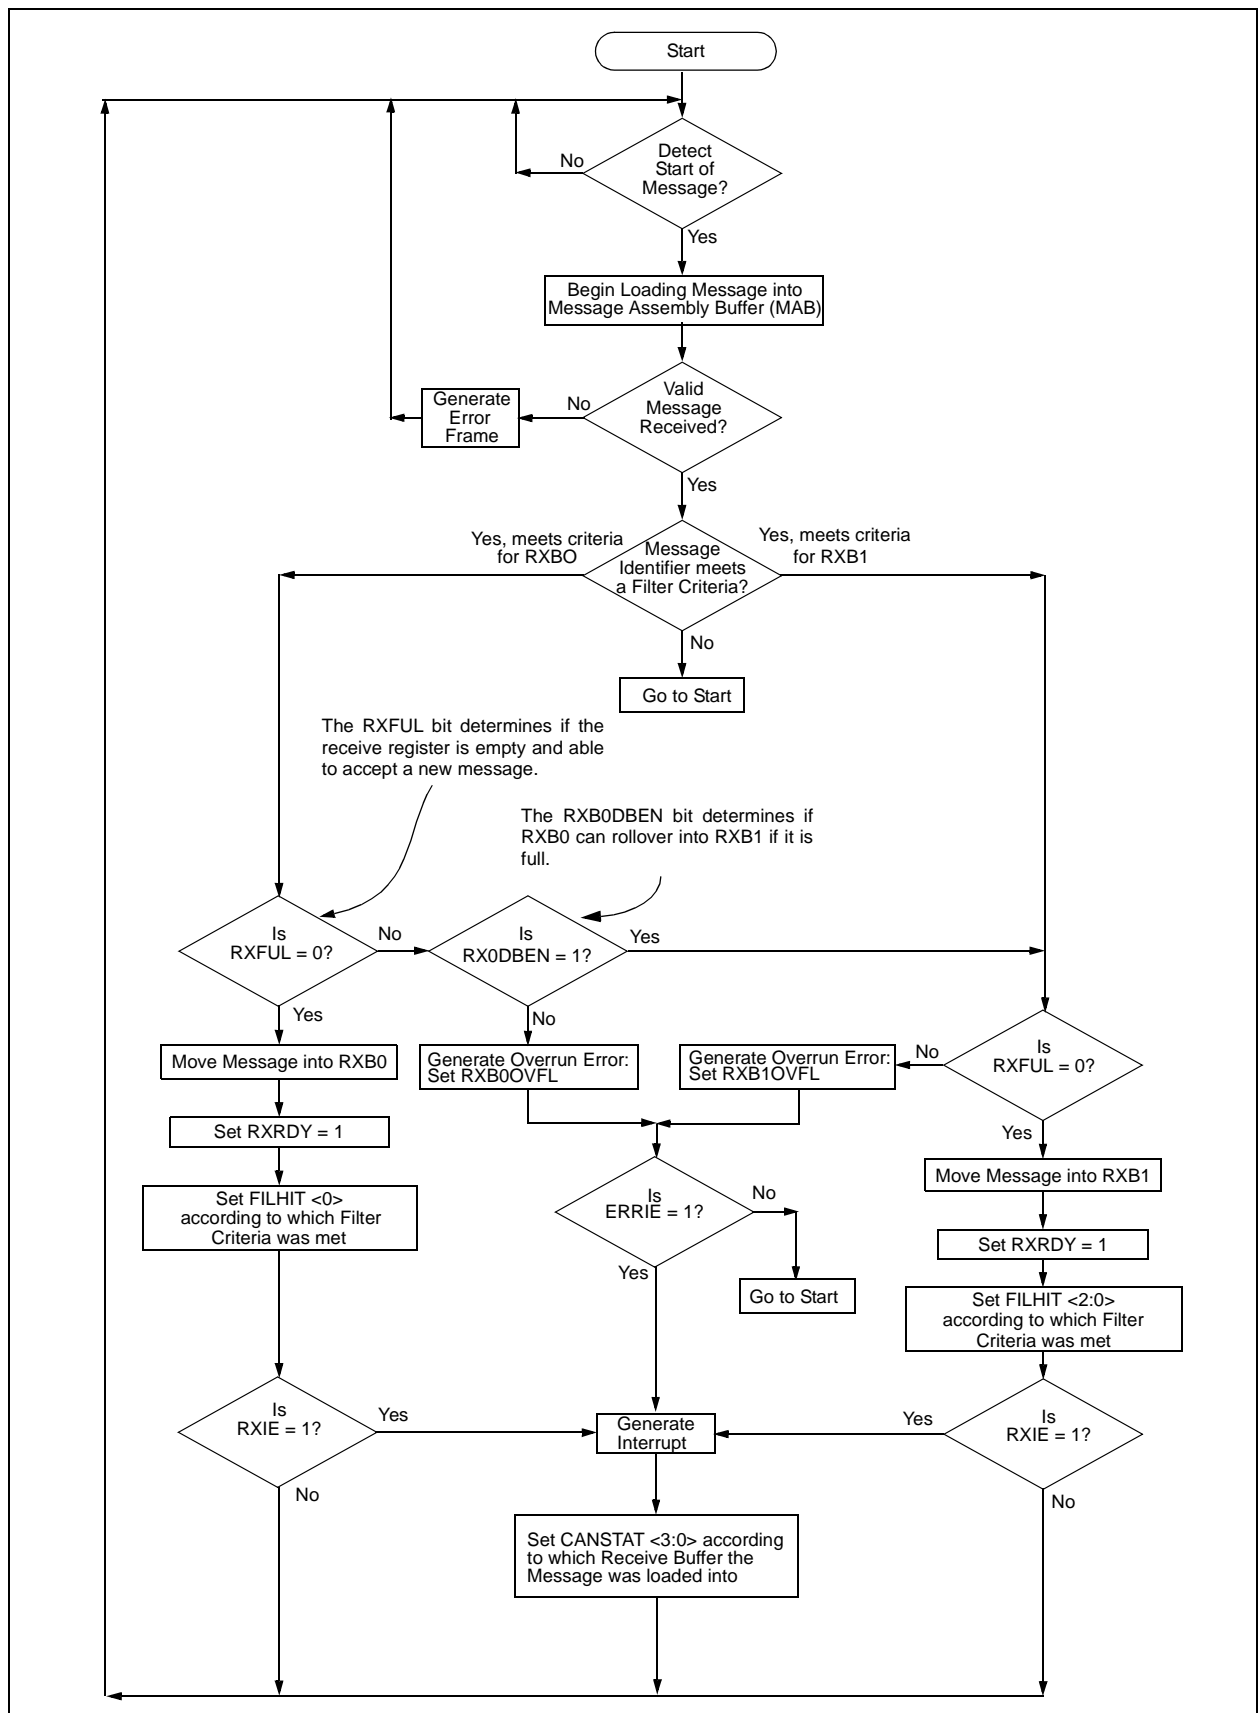 Start
Detect
Start of
Message?
No
Yes
Begin Loading Message into
Message Assembly Buffer (MAB)
Valid
Message
Received?
No
Generate
Error
Frame
Yes
Yes, meets criteria
for RXBO
Message
Identifier meets
a Filter Criteria?
Yes, meets criteria
for RXB1
No
Go to Start
The RXFUL bit determines if the
receive register is empty and able
to accept a new message.
The RXB0DBEN bit determines if
RXB0 can rollover into RXB1 if it is
full.
Is
RXFUL = 0?
No
Is
RX0DBEN = 1?
Yes
Yes
No
Is
RXFUL = 0?
No
Yes
Move Message into RXB0
Generate Overrun Error:
Set RXB0OVFL
Generate Overrun Error:
Set RXB1OVFL
Set RXRDY = 1
Move Message into RXB1
Set FILHIT <0>
according to which Filter
Criteria was met
Is
ERRIE = 1?
No
Yes
Go to Start
Set RXRDY = 1
Set FILHIT <2:0>
according to which Filter
Criteria was met
Is
RXIE = 1?
Yes
No
Generate
Interrupt
Yes
Is
RXIE = 1?
No
Set CANSTAT <3:0> according
to which Receive Buffer the
Message was loaded into